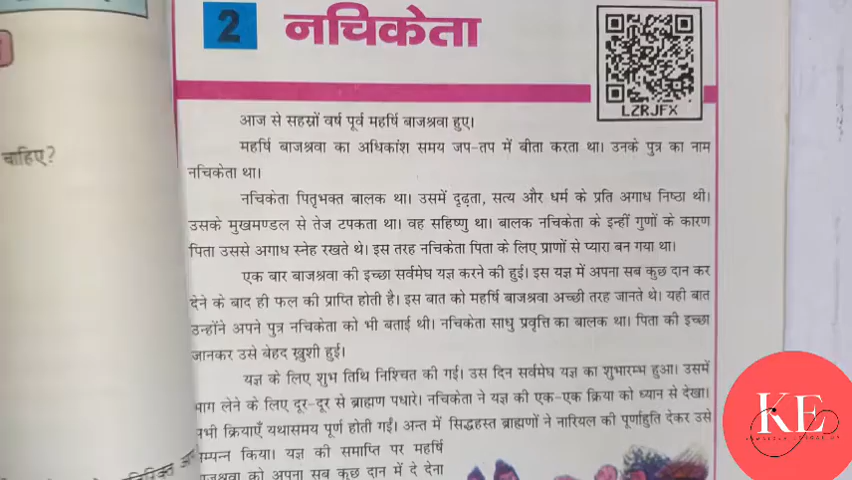 2 नचिकेता
LZRJFX
चाहिए?
आज से सहस्रों वर्ष पूर्व महर्षि बाजश्रवा हुए।
महर्षि बाजश्रवा का अधिकांश समय जप-तप में बीता करता था। उनके पुत्र का नाम
नचिकेता था।
नचिकेता पितृभक्त बालक था। उसमें दृढ़ता, सत्य और धर्म के प्रति अगाध निष्ठा थी।
उसके मुखमण्डल से तेज टपकता था। वह सहिष्णु था। बालक नचिकेता के इन्हीं गुणों के कारण
पिता उससे अगाध स्नेह रखते थे। इस तरह नचिकेता पिता के लिए प्राणों से प्यारा बन गया था।
एक बार बाजश्रवा की इच्छा सर्वमेघ यज्ञ करने की हुई। इस यज्ञ में अपना सब कुछ दान कर
देने के बाद ही फल की प्राप्ति होती है। इस बात को महर्षि बाजश्रवा अच्छी तरह जानते थे। यही बात
उन्होंने अपने पुत्र नचिकेता को भी बताई थी। नचिकेता साधु प्रवृत्ति का बालक था। पिता की इच्छा
जानकर उसे बेहद ख़ुशी हुई।
यज्ञ के लिए शुभ तिथि निश्चित की गई। उस दिन सर्वमेघ यज्ञ का शुभारम्भ हुआ। उसमें
भाग लेने के लिए दूर-दूर से ब्राह्मण पधारे। नचिकेता ने यज्ञ की एक-एक क्रिया को ध्यान से देखा।
सभी क्रियाएँ यथासमय पूर्ण होती गईं। अन्त में सिद्धहस्त ब्राह्मणों ने नारियल की पूर्णाहुति देकर उसे
सम्पन्न किया। यज्ञ की समाप्ति पर महर्षि
बाजश्रवा को अपना सब कुछ दान में दे देना
KE